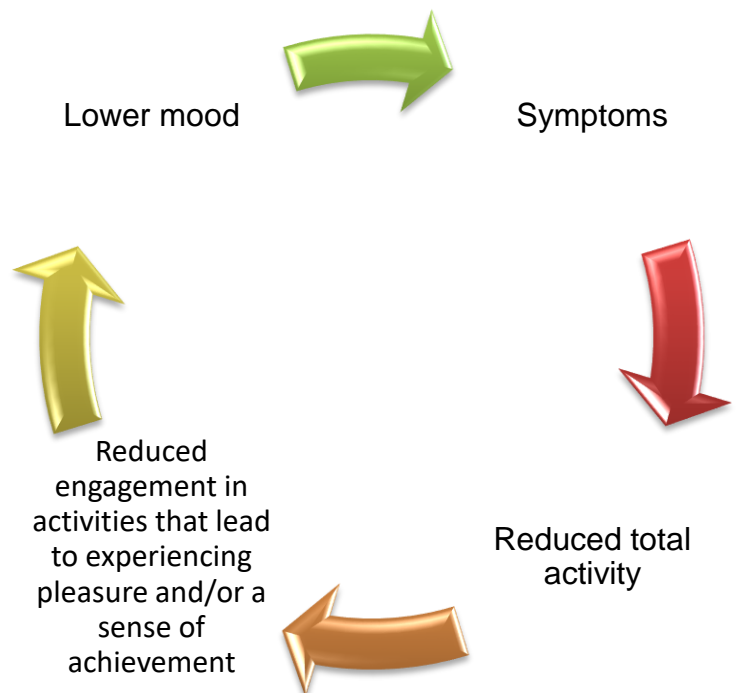 Lower mood
Symptoms
Reduced total
activity
Reduced
engagement in
activities that lead
to experiencing
pleasure and/or a
sense of
achievement